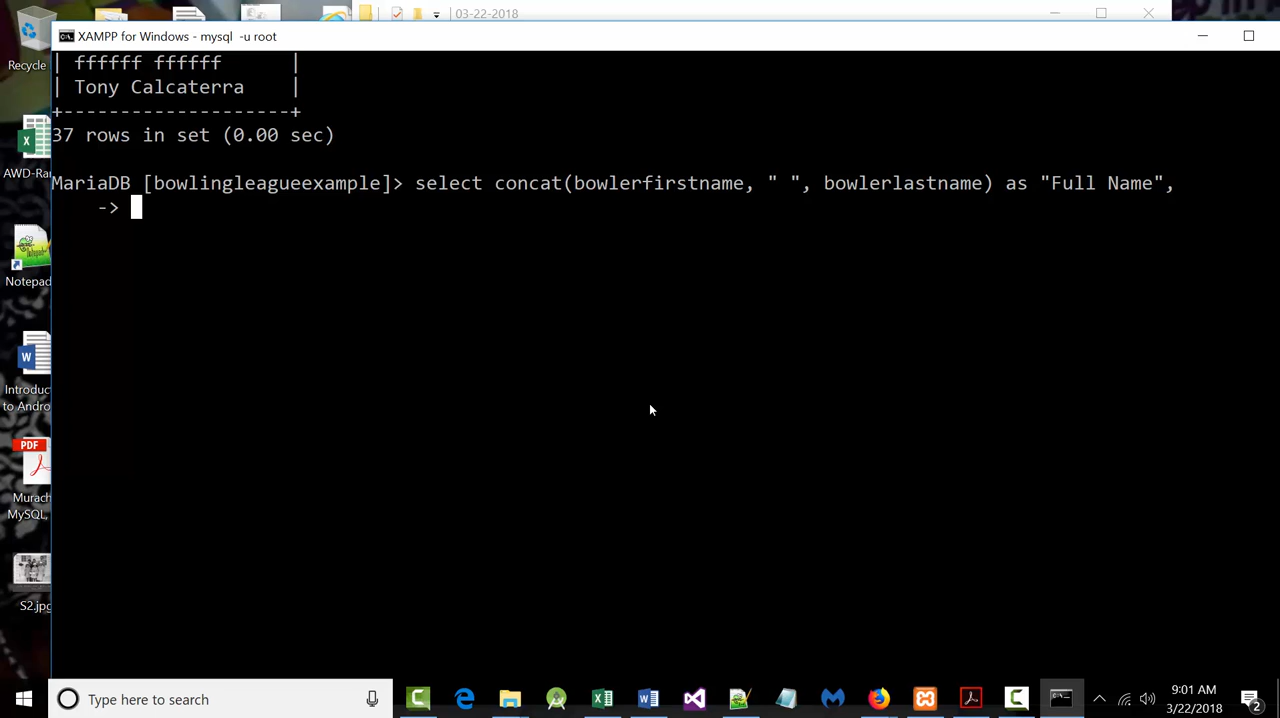 03-22-2018
XAMPP for Windows - mysql -u root
| ffffff ffffff |
| Tony Calcaterra |
+--------------------+
37 rows in set (0.00 sec)
MariaDB [bowlingleagueexample]> select concat(bowlerfirstname, " ", bowlerlastname) as "Full Name",
->
Recycle
AWD-Ra
Notepad
Introduc
to Andro
PDF
Murach
MySQL,
S2.jpg
Type here to search
9:01 AM
3/22/2018
2